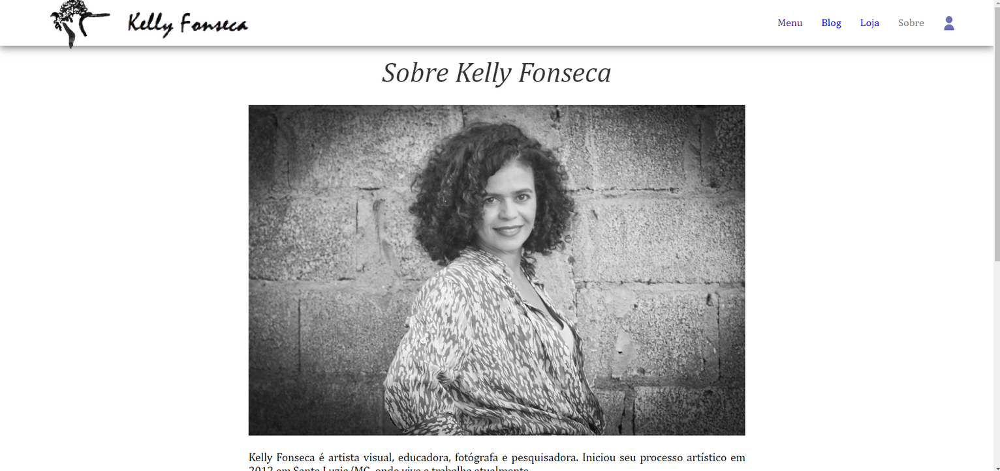 Kelly Fonseca
Menu Blog Loja Sobre
Sobre Kelly Fonseca
Kelly Fonseca é artista visual, educadora, fotógrafa e pesquisadora. Iniciou seu processo artístico em
2012 em Santa Luzia/MG, onde vive e trabalha atualmente.